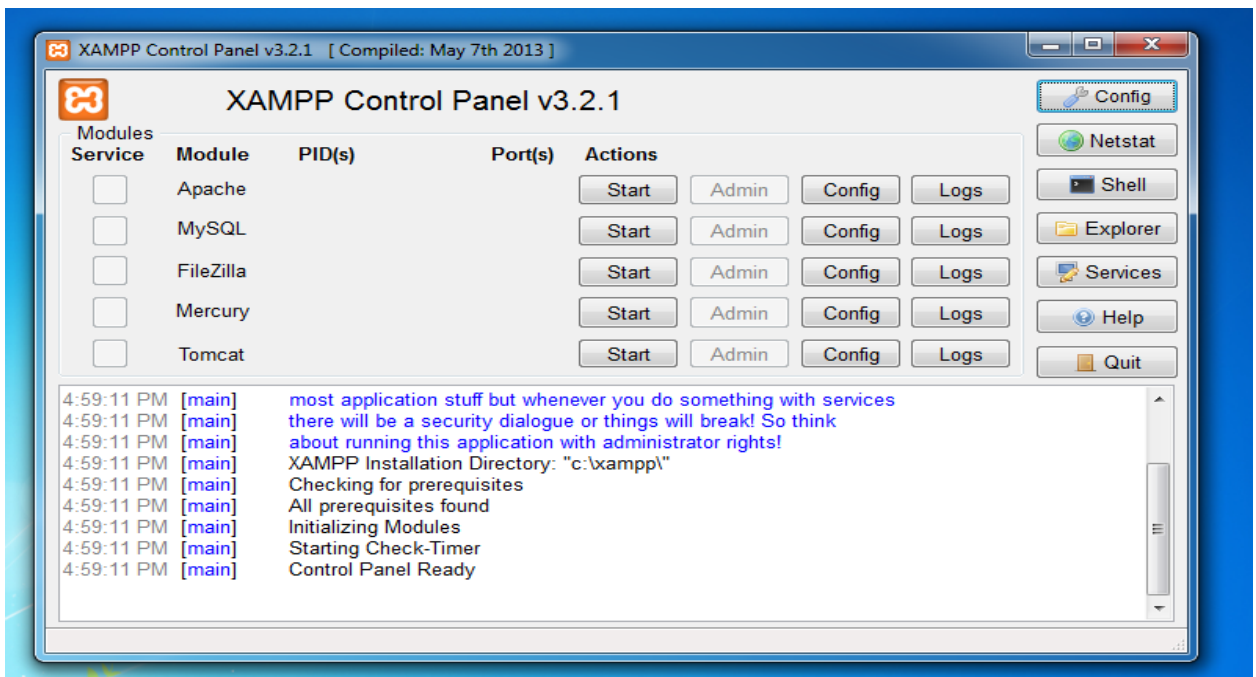 XAMPP Control Panel v3.2.1 [ Compiled: May 7th 2013 ]
XAMPP Control Panel v3.2.1
Config
Modules
Service Module PID(s) Port(s) Actions
Netstat
Apache Start Admin Config Logs
Shell
MySQL Start Admin Config Logs
Explorer
FileZilla Start Admin Config Logs
Services
Mercury Start Admin Config Logs
Help
Tomcat Start Admin Config Logs
Quit
4:59:11 PM [main] most application stuff but whenever you do something with services
4:59:11 PM [main] there will be a security dialogue or things will break! So think
4:59:11 PM [main] about running this application with administrator rights!
4:59:11 PM [main] XAMPP Installation Directory: "c:\xampp\"
4:59:11 PM [main] Checking for prerequisites
4:59:11 PM [main] All prerequisites found
4:59:11 PM [main] Initializing Modules
4:59:11 PM [main] Starting Check-Timer
4:59:11 PM [main] Control Panel Ready